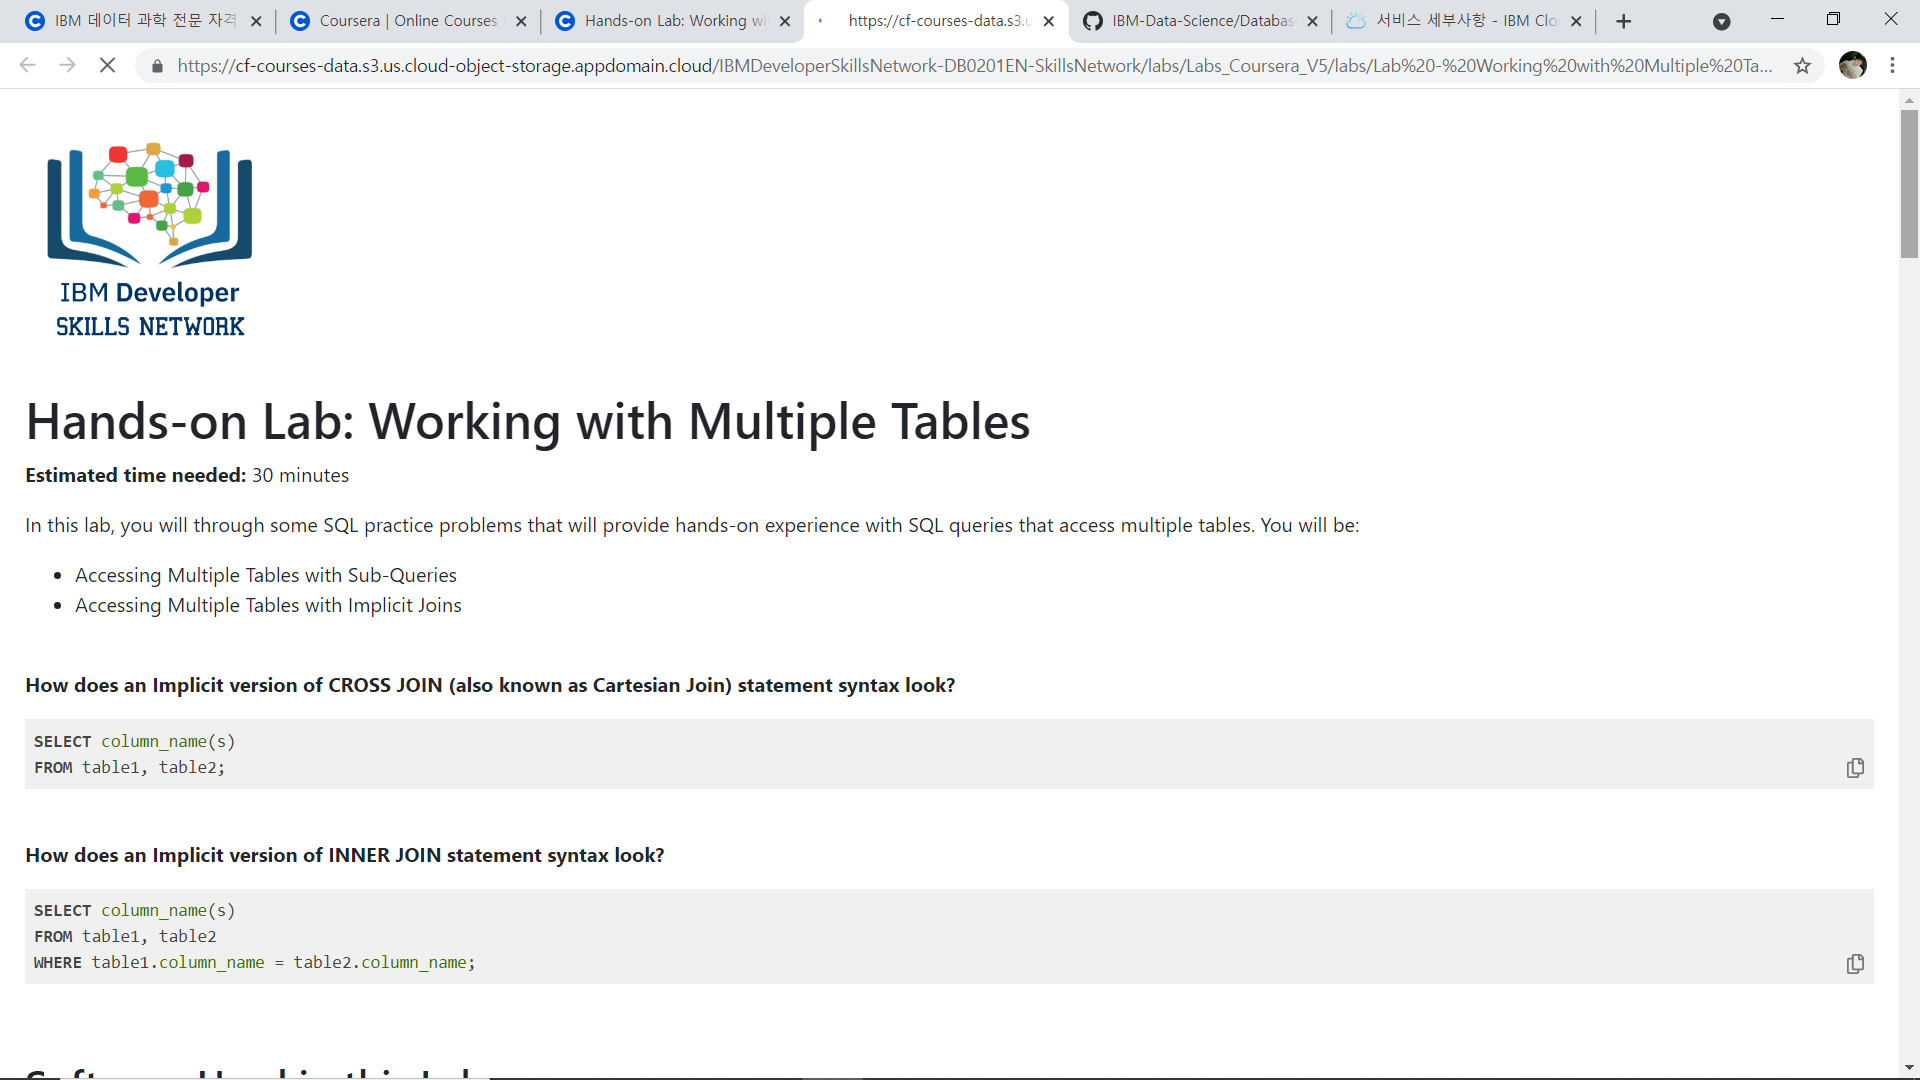 IBM 데이터 과학 전문 자격
Coursera | Online Courses
Hands-on Lab: Working wi
https://cf-courses-data.s3.u
IBM-Data-Science/Databas
서비스 세부사항 - IBM Clo
https://cf-courses-data.s3.us.cloud-object-storage.appdomain.cloud/IBMDeveloperSkillsNetwork-DB0201EN-SkillsNetwork/labs/Labs_Coursera_V5/labs/Lab%20-%20Working%20with%20Multiple%20Ta...
IBM Developer
SKILLS NETWORK
Hands-on Lab: Working with Multiple Tables
Estimated time needed: 30 minutes
In this lab, you will through some SQL practice problems that will provide hands-on experience with SQL queries that access multiple tables. You will be:
• Accessing Multiple Tables with Sub-Queries
• Accessing Multiple Tables with Implicit Joins
How does an Implicit version of CROSS JOIN (also known as Cartesian Join) statement syntax look?
SELECT column_name(s)
FROM table1, table2;
How does an Implicit version of INNER JOIN statement syntax look?
SELECT column_name(s)
FROM table1, table2
WHERE table1.column_name = table2.column_name;